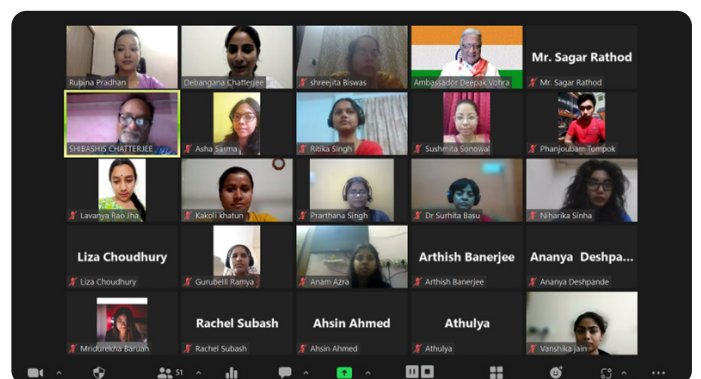 Rubina Pradhan
Debangana Chatterjee
shreejita Biswas
Ambassador Deepak Vohra
Mr. Sagar Rathod
Mr. Sagar Rathod
SHIBASHIS CHATTERJEE
Asha Sarma
Ritika Singh
Sushmita Sonowal
Phanjoubam Tompok
Lavanya Rao Jha
Kakoli khatun
Prarthana Singh
Dr Surhita Basu
Niharika Sinha
Liza Choudhury
Liza Choudhury
Gurubelli Ramya
Anam Azra
Arthish Banerjee
Arthish Banerjee
Ananya Deshpa...
Ananya Deshpande
Mridurekha Baruah
Rachel Subash
Rachel Subash
Ahsin Ahmed
Ahsin Ahmed
Athulya
Athulya
Vanshika jain
51